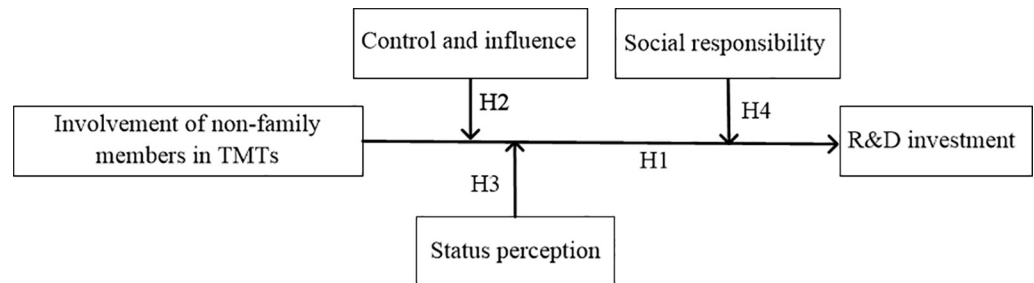 Control and influence
Social responsibility
H2
H4
Involvement of non-family
members in TMTs
R&D investment
H1
H3
Status perception